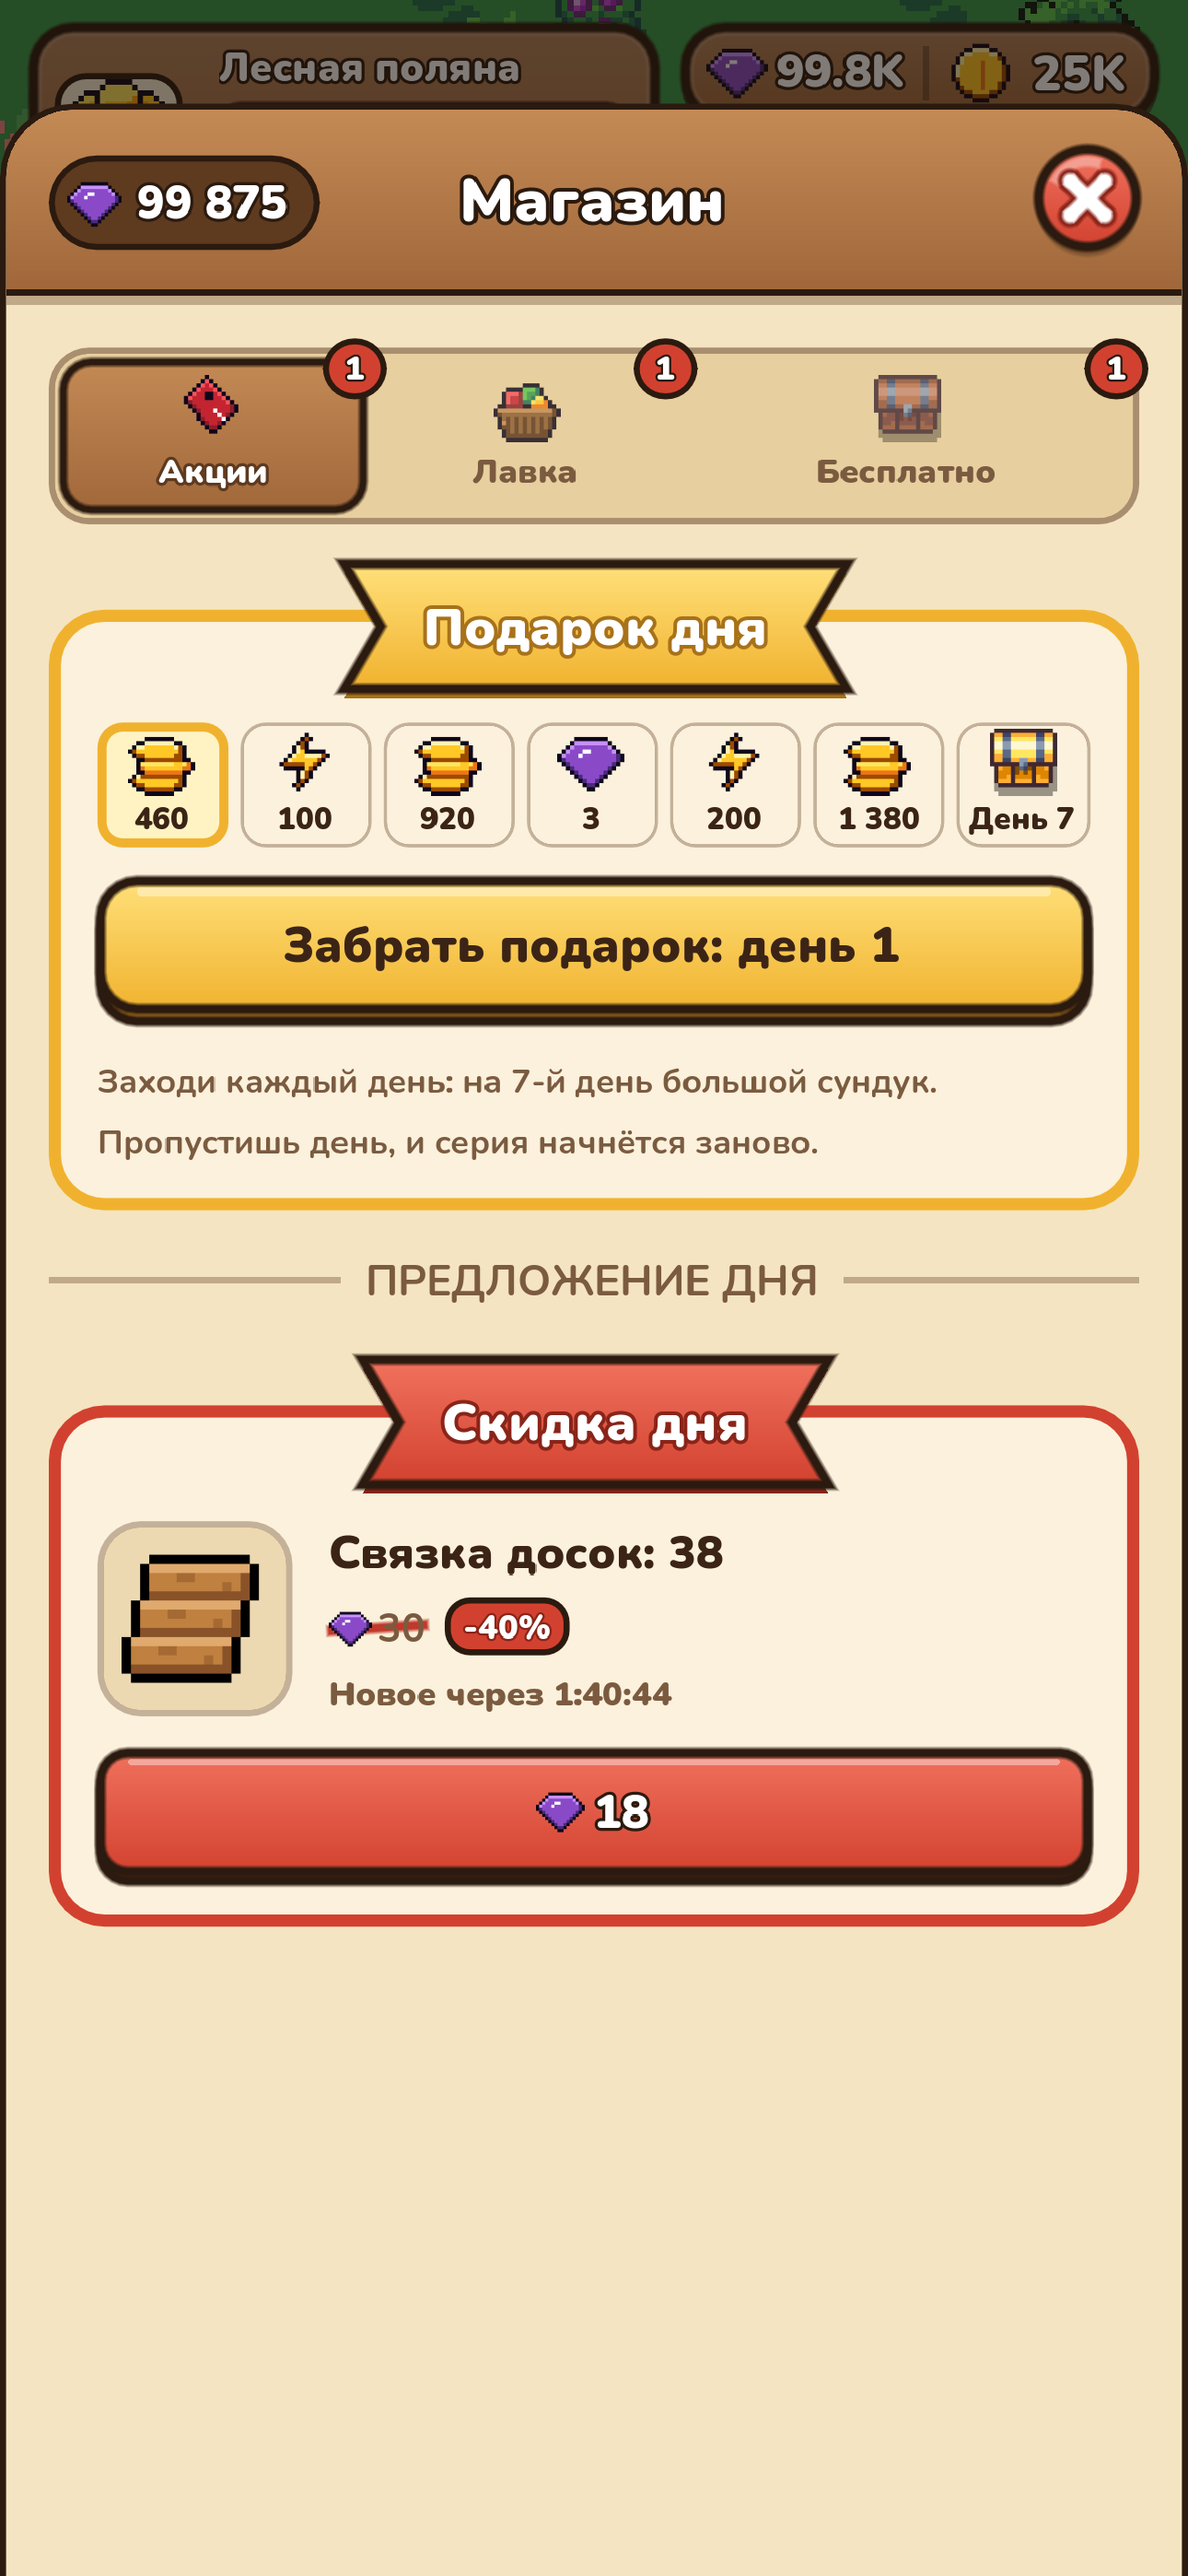 Лесная поляна
99.8K 25K
99 875
Магазин
1 1 1
Акции Лавка Бесплатно
Подарок дня
460 100 920 3 200 1 380 День 7
Забрать подарок: день 1
Заходи каждый день: на 7-й день большой сундук.
Пропустишь день, и серия начнётся заново.
ПРЕДЛОЖЕНИЕ ДНЯ
Скидка дня
Связка досок: 38
30 -40%
Новое через 1:40:44
18